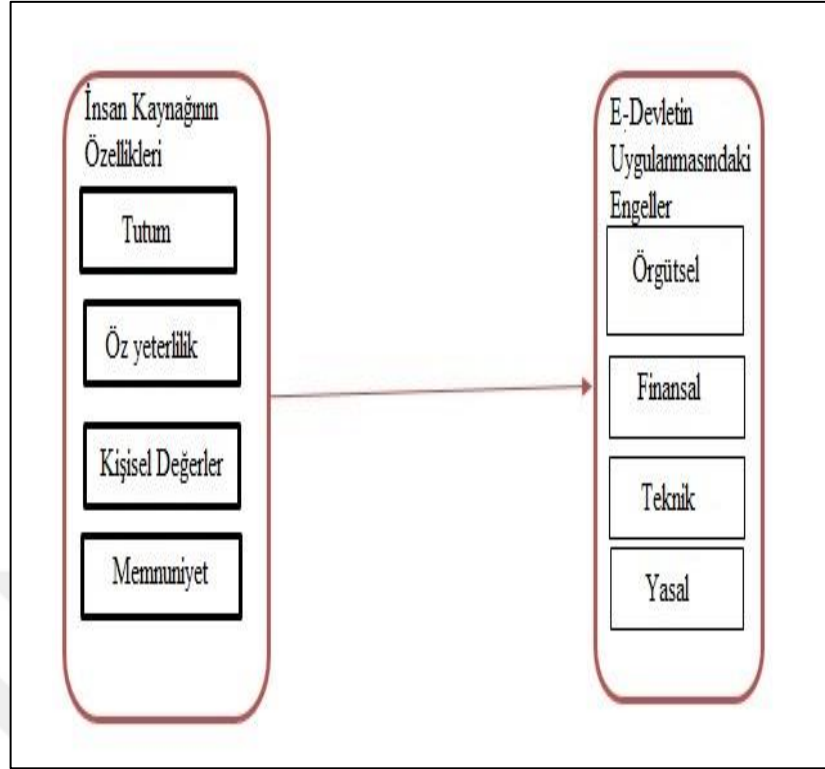 İnsan Kaynağının
Özellikleri
Tutum
Öz yeterlilik
Kişisel Değerler
Memnuniyet
E-Devletin
Uygulanmasındaki
Engeller
Örgütsel
Finansal
Teknik
Yasal